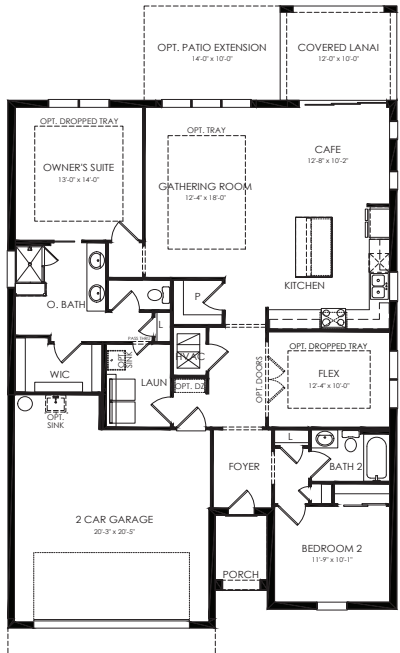 OPT. PATIO EXTENSION
14'-0" x 10'-0"
COVERED LANAI
12'-0" x 10'-0"
OPT. DROPPED TRAY
OWNER'S SUITE
13'-0" x 14'-0"
OPT. TRAY
GATHERING ROOM
12'-4" x 18'-0"
CAFE
12'-8" x 10'-2"
KITCHEN
O. BATH
P
L
PASS THRU
WIC
OPT.
SINK
LAUN
HVAC
OPT. DZ
OPT. DOORS
OPT. DROPPED TRAY
FLEX
12'-4" x 10'-0"
OPT.
SINK
FOYER
L
BATH 2
2 CAR GARAGE
20'-3" x 20'-5"
BEDROOM 2
11'-9" x 10'-1"
PORCH